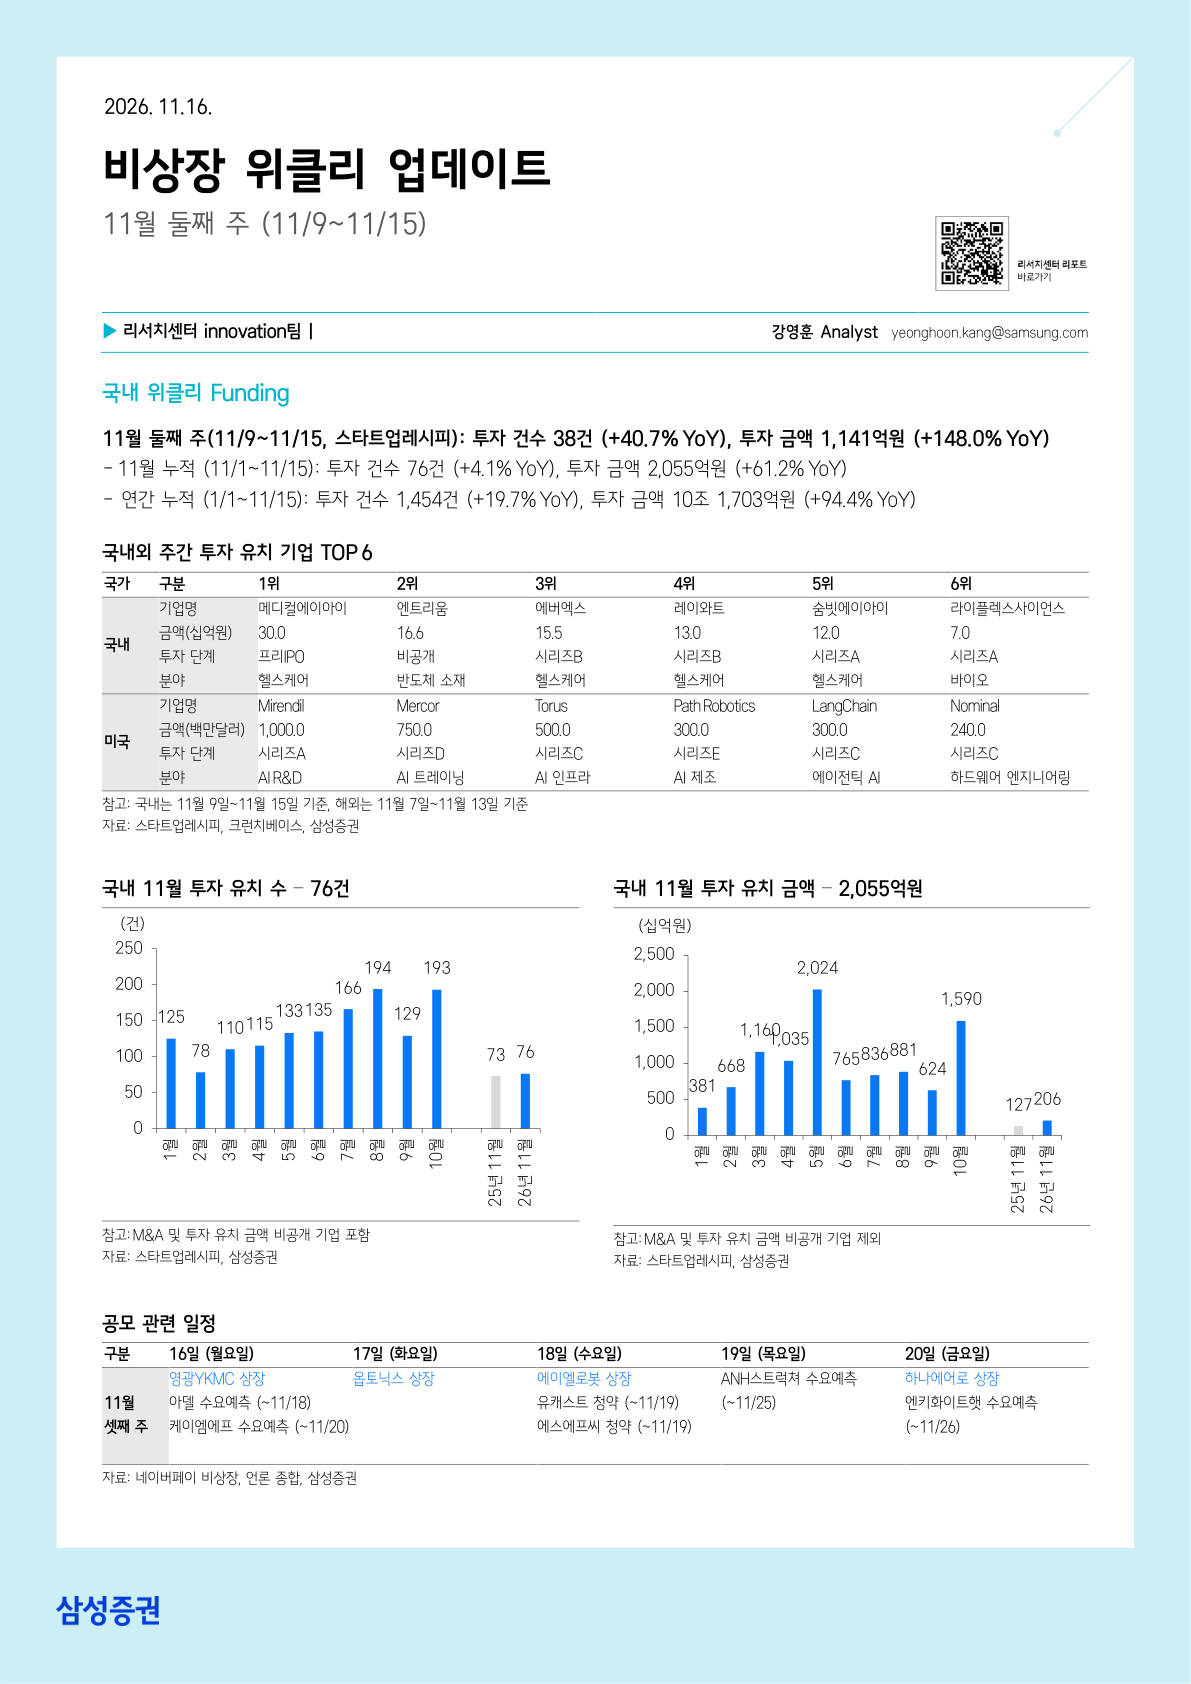 2026. 11.16.
비상장 위클리 업데이트
11월 둘째 주 (11/9~11/15)
리서치센터 리포트
바로가기
▶ 리서치센터 innovation팀 |
강영훈 Analyst yeonghoon.kang@samsung.com
국내 위클리 Funding
11월 둘째 주(11/9~11/15, 스타트업레시피): 투자 건수 38건 (+40.7% YoY), 투자 금액 1,141억원 (+148.0% YoY)
- 11월 누적 (11/1~11/15): 투자 건수 76건 (+4.1% YoY), 투자 금액 2,055억원 (+61.2% YoY)
- 연간 누적 (1/1~11/15): 투자 건수 1,454건 (+19.7% YoY), 투자 금액 10조 1,703억원 (+94.4% YoY)
국내외 주간 투자 유치 기업 TOP 6
국가 구분 1위 2위 3위 4위 5위 6위
국내
기업명 메디컬에이아이 엔트리움 에버엑스 레이와트 숨빗에이아이 라이플렉스사이언스
금액(십억원) 30.0 16.6 15.5 13.0 12.0 7.0
투자 단계 프리IPO 비공개 시리즈B 시리즈B 시리즈A 시리즈A
분야 헬스케어 반도체 소재 헬스케어 헬스케어 헬스케어 바이오
미국
기업명 Mirendil Mercor Torus Path Robotics LangChain Nominal
금액(백만달러) 1,000.0 750.0 500.0 300.0 300.0 240.0
투자 단계 시리즈A 시리즈D 시리즈C 시리즈E 시리즈C 시리즈C
분야 AI R&D AI 트레이닝 AI 인프라 AI 제조 에이전틱 AI 하드웨어 엔지니어링
참고: 국내는 11월 9일~11월 15일 기준, 해외는 11월 7일~11월 13일 기준
자료: 스타트업레시피, 크런치베이스, 삼성증권
국내 11월 투자 유치 수 – 76건
(건)
250
200
150
100
50
0
125
78
110
115
133
135
166
194
129
193
73
76
1월
2월
3월
4월
5월
6월
7월
8월
9월
10월
25년 11월
26년 11월
참고: M&A 및 투자 유치 금액 비공개 기업 포함
자료: 스타트업레시피, 삼성증권
국내 11월 투자 유치 금액 – 2,055억원
(십억원)
2,500
2,000
1,500
1,000
500
0
381
668
1,160
1,035
2,024
765
836
881
624
1,590
127
206
1월
2월
3월
4월
5월
6월
7월
8월
9월
10월
25년 11월
26년 11월
참고: M&A 및 투자 유치 금액 비공개 기업 제외
자료: 스타트업레시피, 삼성증권
공모 관련 일정
구분 16일 (월요일) 17일 (화요일) 18일 (수요일) 19일 (목요일) 20일 (금요일)
영광YKMC 상장 옵토닉스 상장 에이엘로봇 상장 ANH스트럭쳐 수요예측 하나에어로 상장
11월 아델 수요예측 (~11/18) 유캐스트 청약 (~11/19) (~11/25) 엔키화이트햇 수요예측
셋째 주 케이엠에프 수요예측 (~11/20) 에스에프씨 청약 (~11/19) (~11/26)
자료: 네이버페이 비상장, 언론 종합, 삼성증권
삼성증권